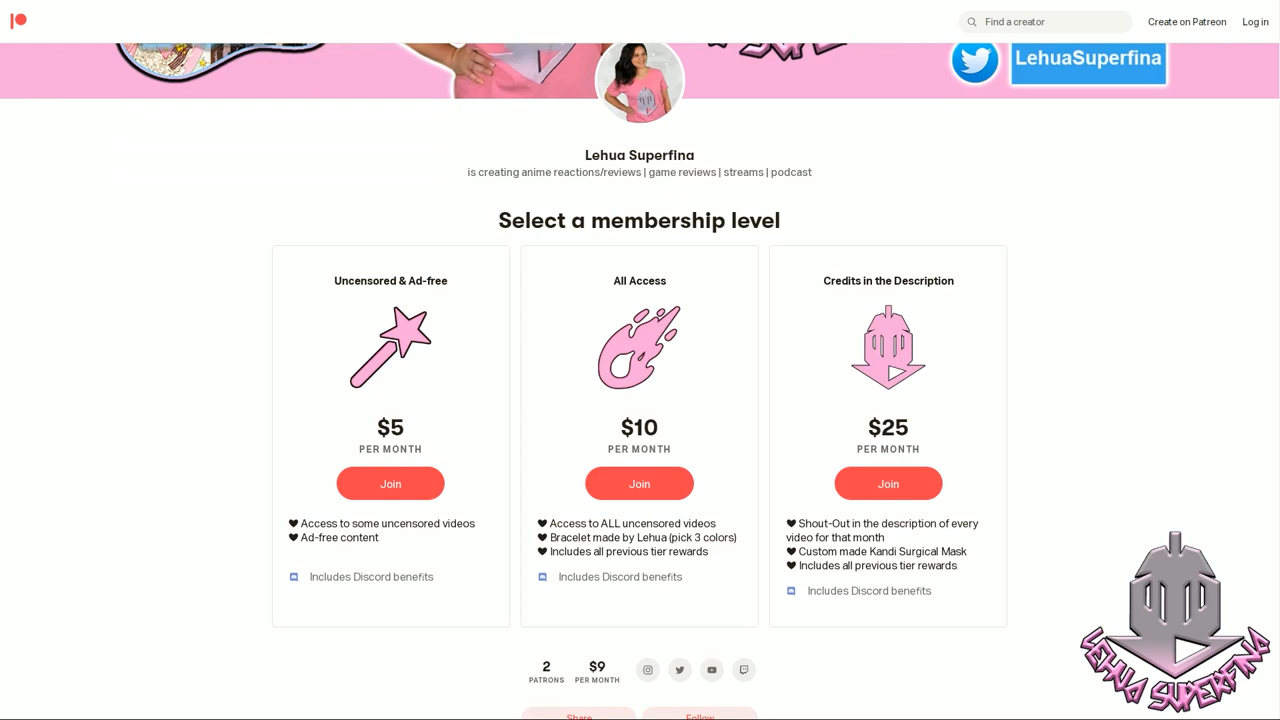 Find a creator
Create on Patreon
Log in
LehuaSuperfina
Lehua Superfina
is creating anime reactions/reviews | game reviews | streams | podcast
Select a membership level
Uncensored & Ad-free
$5
PER MONTH
Join
♥ Access to some uncensored videos
♥ Ad-free content
Includes Discord benefits
All Access
$10
PER MONTH
Join
♥ Access to ALL uncensored videos
♥ Bracelet made by Lehua (pick 3 colors)
♥ Includes all previous tier rewards
Includes Discord benefits
Credits in the Description
$25
PER MONTH
Join
♥ Shout-Out in the description of every
video for that month
♥ Custom made Kandi Surgical Mask
♥ Includes all previous tier rewards
Includes Discord benefits
2
PATRONS
$9
PER MONTH
Share
Follow
LEHUA SUPERFINA